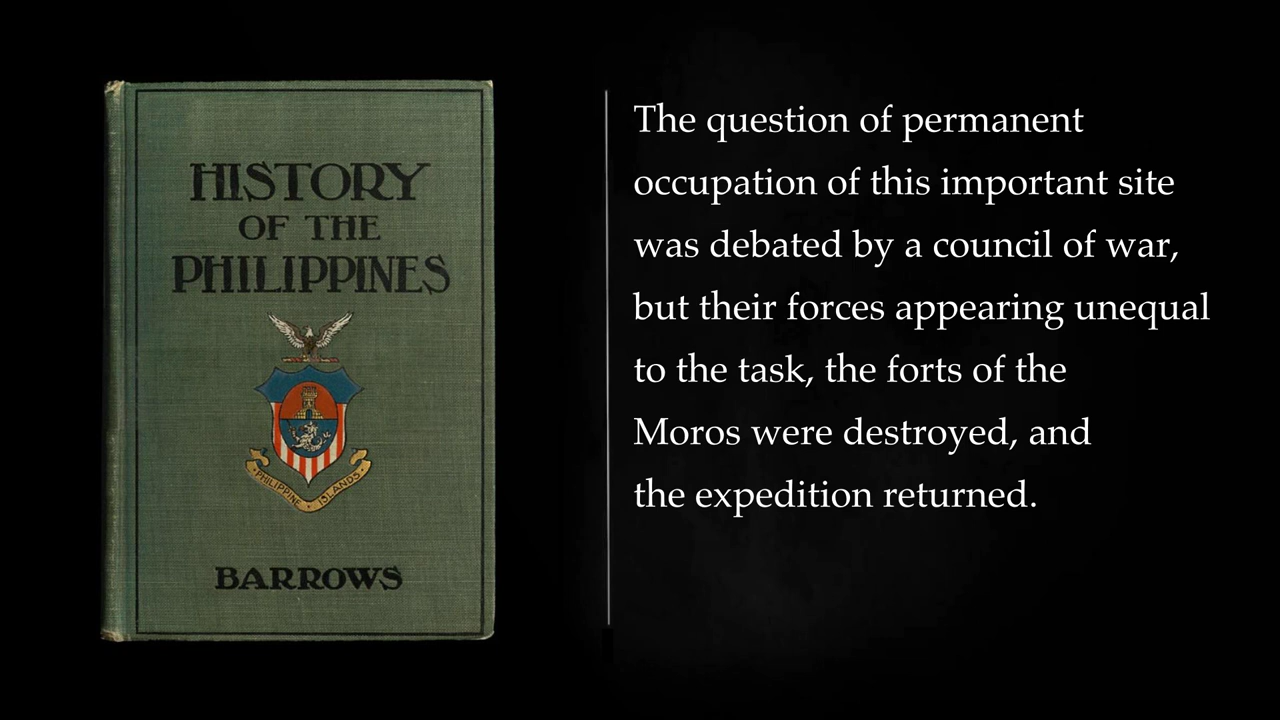 HISTORY
OF THE
PHILIPPINES
PHILIPPINE ISLANDS
BARROWS
The question of permanent
occupation of this important site
was debated by a council of war,
but their forces appearing unequal
to the task, the forts of the
Moros were destroyed, and
the expedition returned.